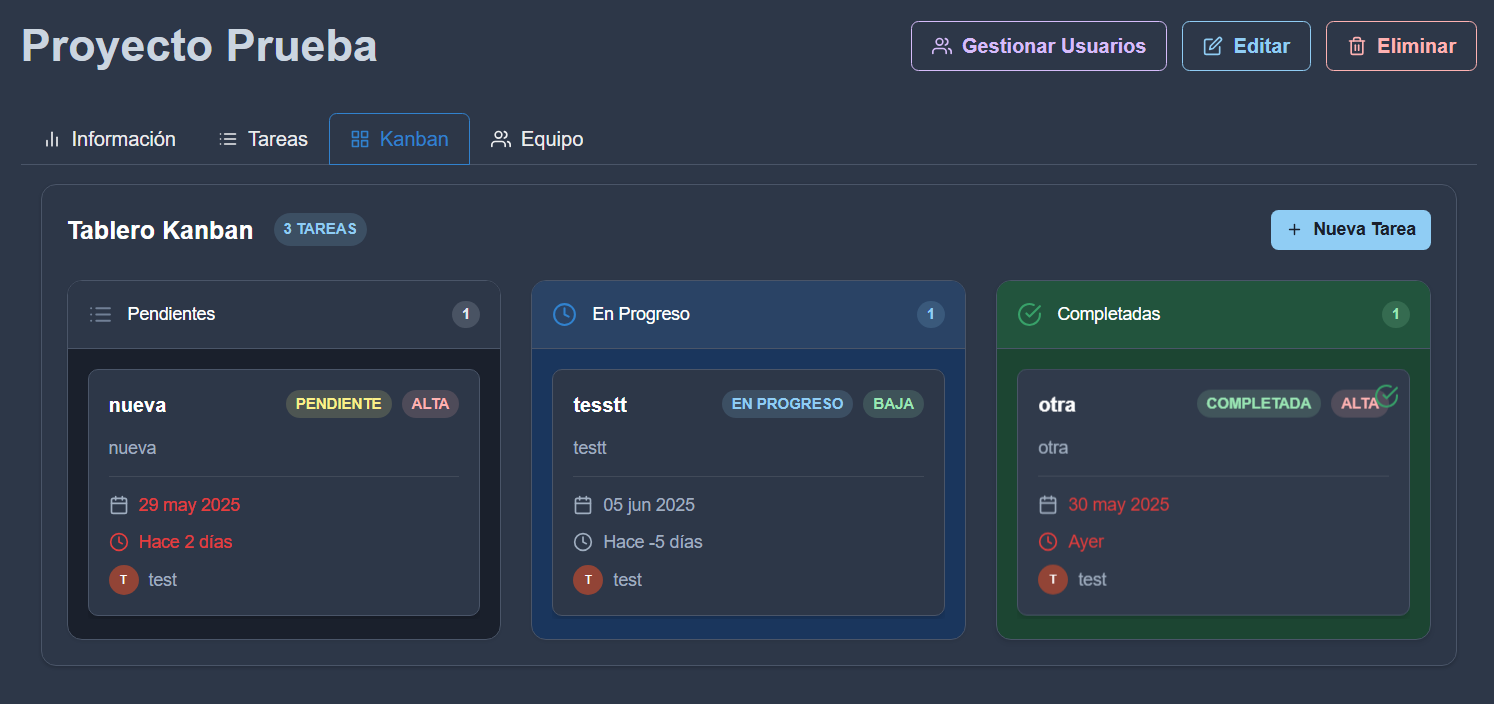 Proyecto Prueba
Gestionar Usuarios
Editar
Eliminar
Información
Tareas
Kanban
Equipo
Tablero Kanban
3 TAREAS
+ Nueva Tarea
Pendientes
1
nueva
PENDIENTE
ALTA
nueva
29 may 2025
Hace 2 días
T
test
En Progreso
1
tesstt
EN PROGRESO
BAJA
testt
05 jun 2025
Hace -5 días
T
test
Completadas
1
otra
COMPLETADA
ALTA
otra
30 may 2025
Ayer
T
test